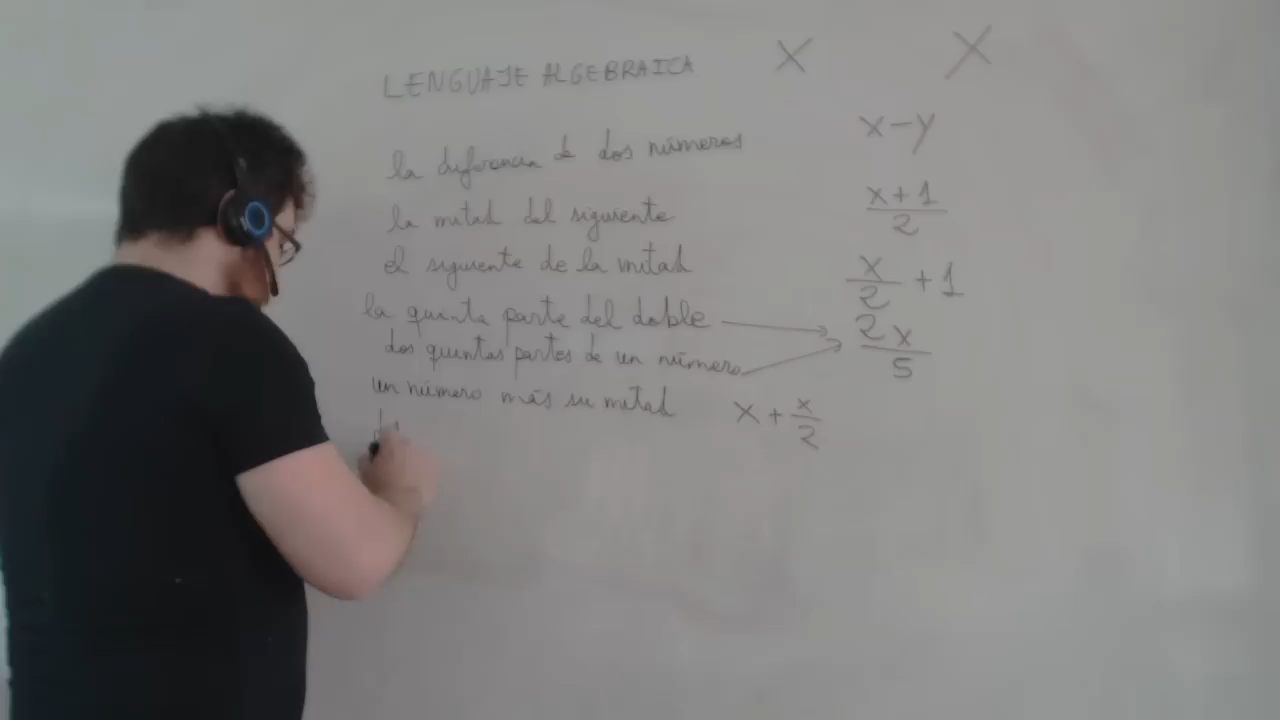 LENGUAJE ALGEBRAICA X X
la diferencia de dos números x-y
la mitad del siguiente x+1/2
el siguiente de la mitad x/2 + 1
la quinta parte del doble 2x/5
dos quintas partes de un número
un número más su mitad x + x/2